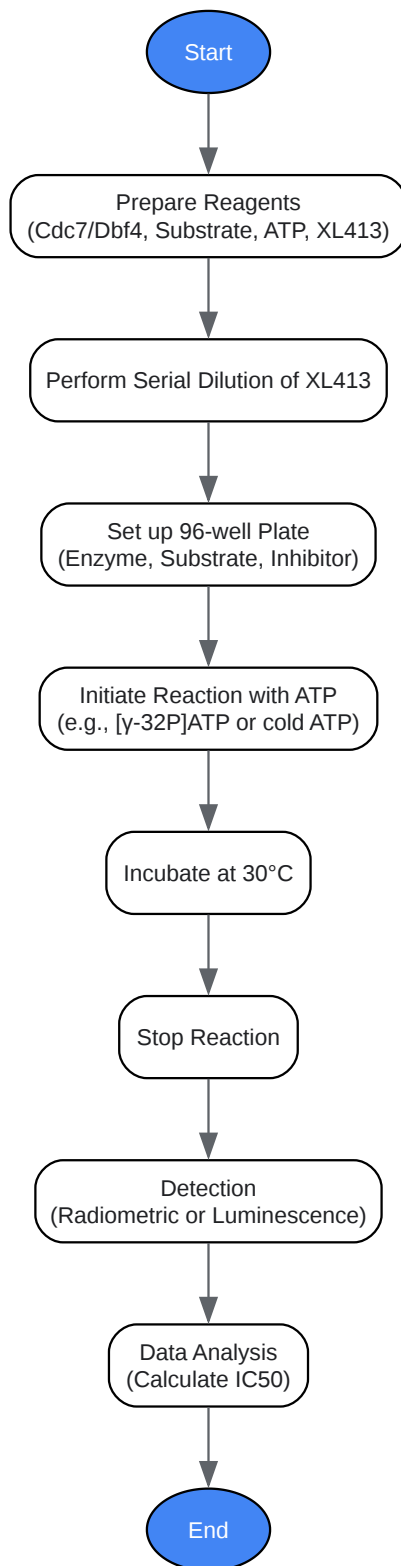 Start
Prepare Reagents
(Cdc7/Dbf4, Substrate, ATP, XL413)
Perform Serial Dilution of XL413
Set up 96-well Plate
(Enzyme, Substrate, Inhibitor)
Initiate Reaction with ATP
(e.g., [γ-32P]ATP or cold ATP)
Incubate at 30°C
Stop Reaction
Detection
(Radiometric or Luminescence)
Data Analysis
(Calculate IC50)
End